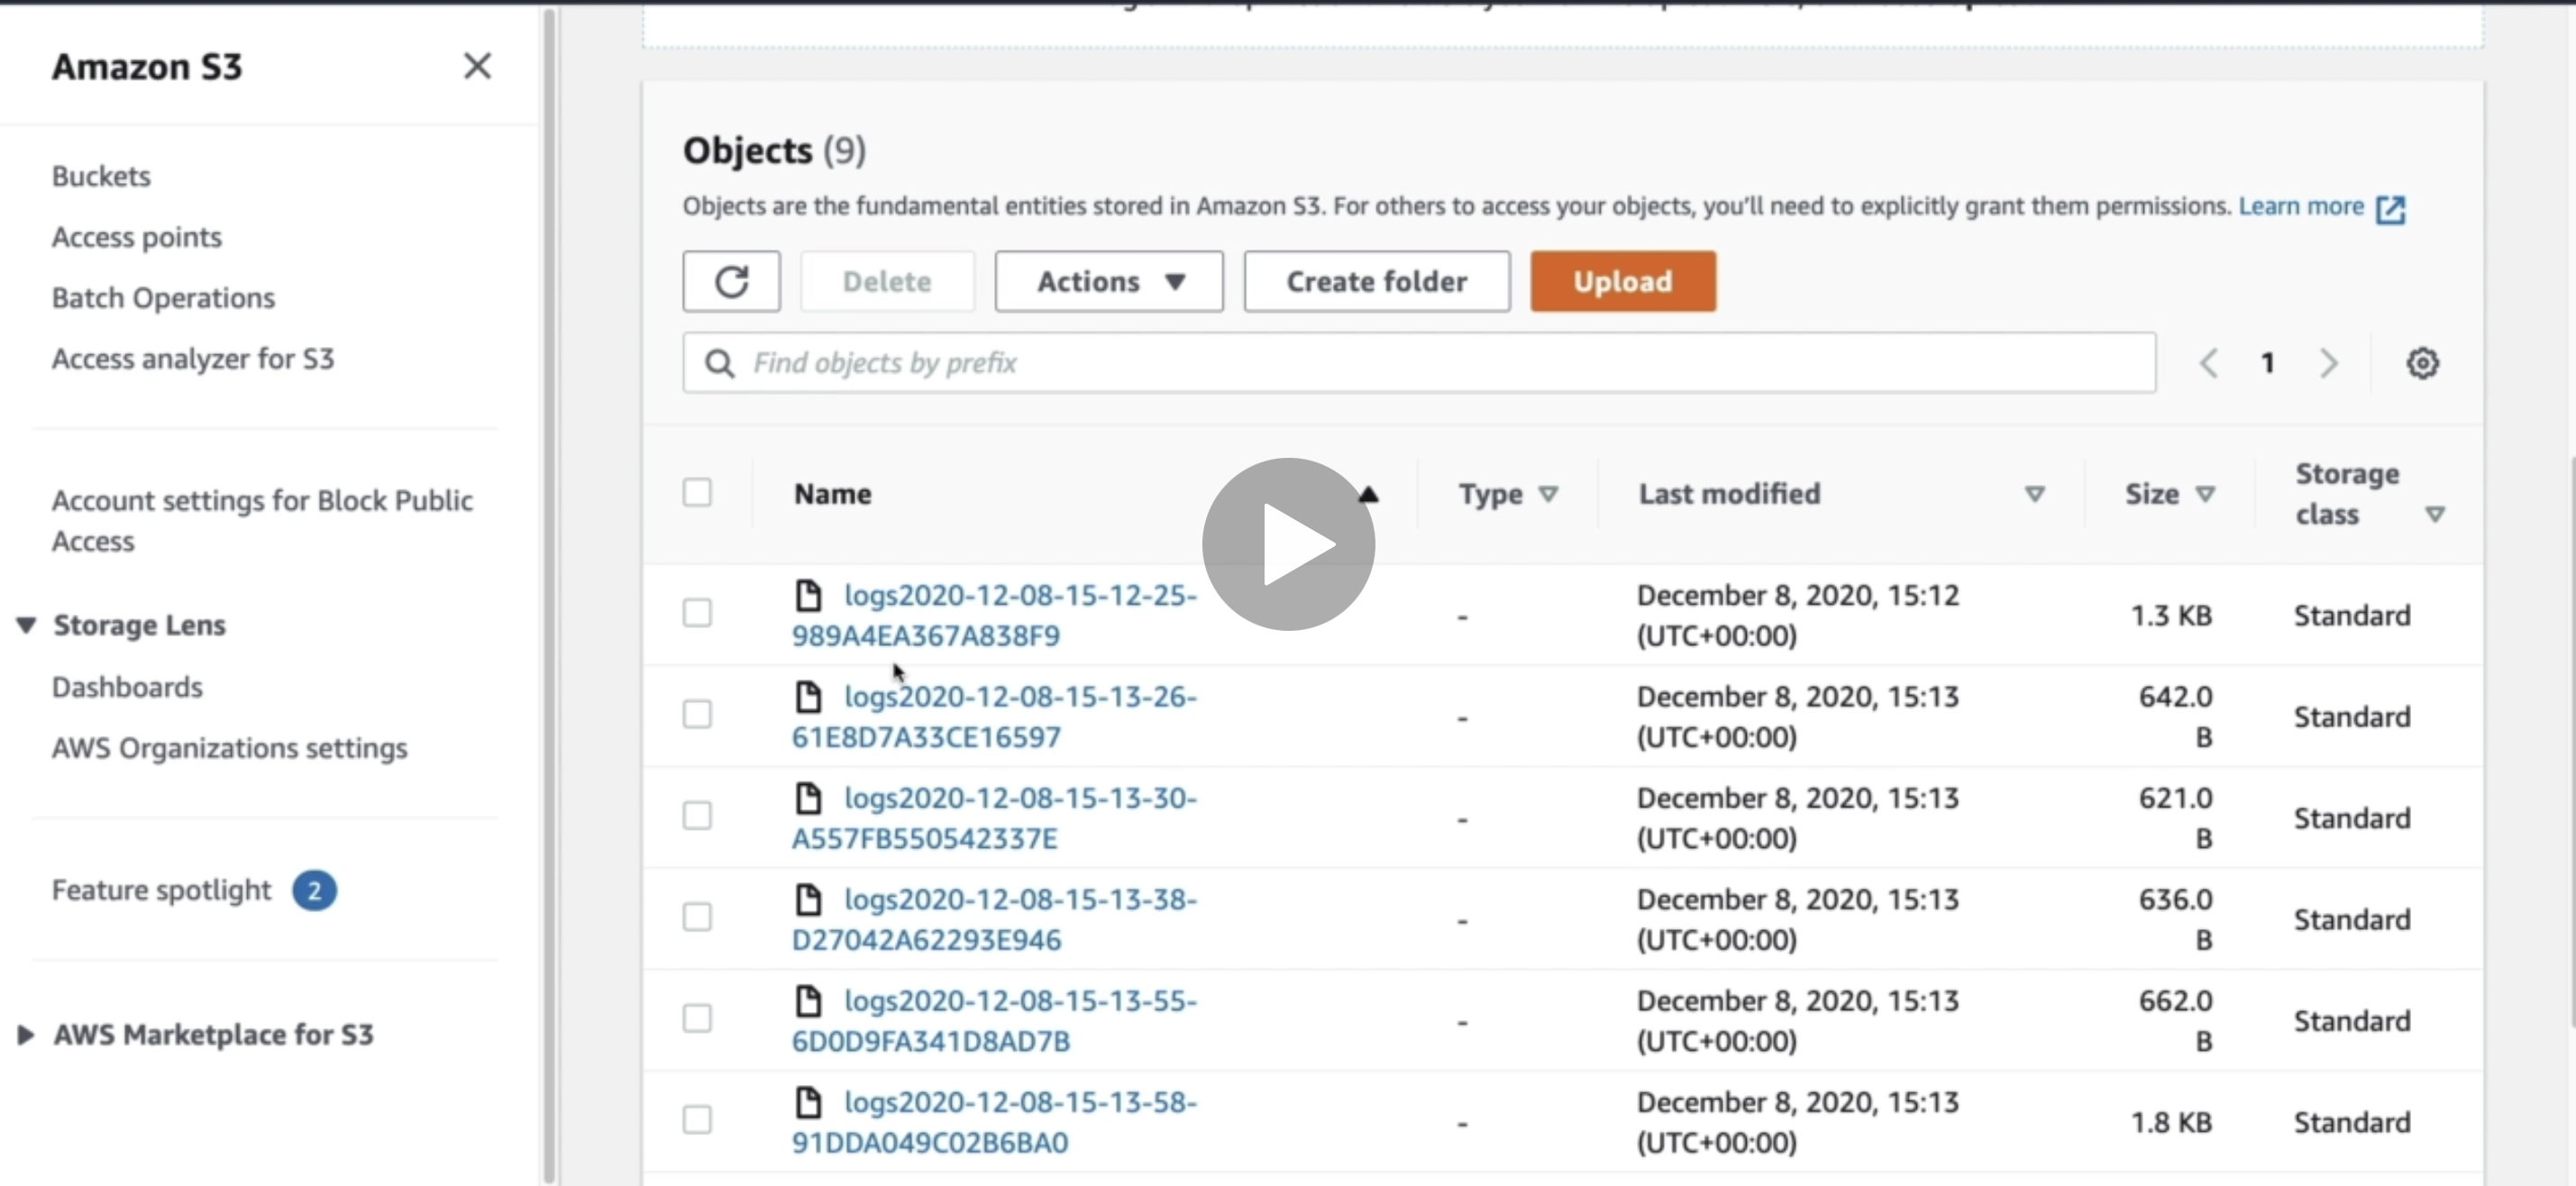 Amazon S3
Buckets
Access points
Batch Operations
Access analyzer for S3
Account settings for Block Public
Access
Storage Lens
Dashboards
AWS Organizations settings
Feature spotlight 2
AWS Marketplace for S3
Objects (9)
Objects are the fundamental entities stored in Amazon S3. For others to access your objects, you'll need to explicitly grant them permissions. Learn more
Delete Actions Create folder Upload
Find objects by prefix 1
Name Type Last modified Size Storage
class
logs2020-12-08-15-12-25- December 8, 2020, 15:12
989A4EA367A838F9 - (UTC+00:00) 1.3 KB Standard
logs2020-12-08-15-13-26- December 8, 2020, 15:13 642.0
61E8D7A33CE16597 - (UTC+00:00) B Standard
logs2020-12-08-15-13-30- December 8, 2020, 15:13 621.0
A557FB550542337E - (UTC+00:00) B Standard
logs2020-12-08-15-13-38- December 8, 2020, 15:13 636.0
D27042A62293E946 - (UTC+00:00) B Standard
logs2020-12-08-15-13-55- December 8, 2020, 15:13 662.0
6D0D9FA341D8AD7B - (UTC+00:00) B Standard
logs2020-12-08-15-13-58- December 8, 2020, 15:13
91DDA049C02B6BA0 - (UTC+00:00) 1.8 KB Standard